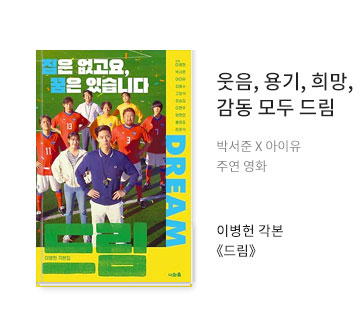 집은 없고요,
꿈은 있습니다
DREAM
드림
이병헌 각본집
웃음, 용기, 희망,
감동 모두 드림
박서준 X 아이유
주연 영화
이병헌 각본
《드림》